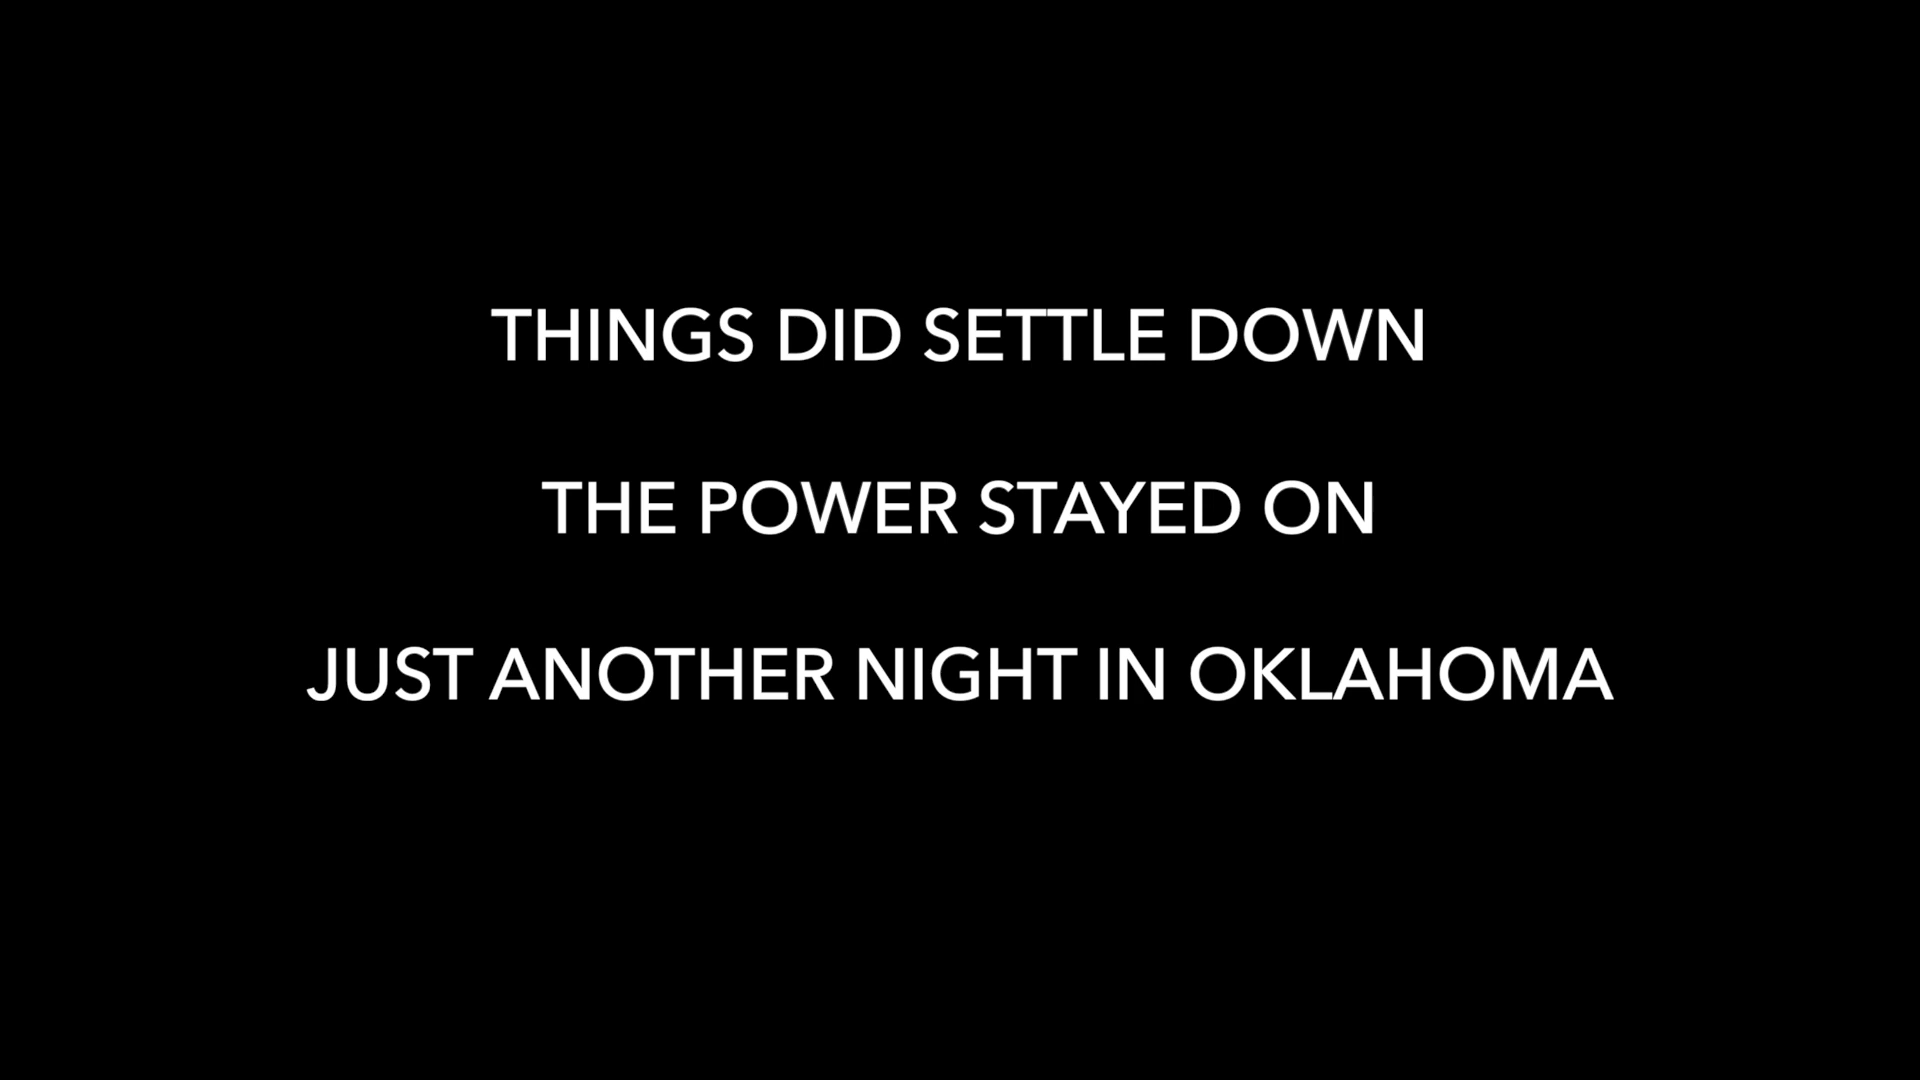 THINGS DID SETTLE DOWN
THE POWER STAYED ON
JUST ANOTHER NIGHT IN OKLAHOMA